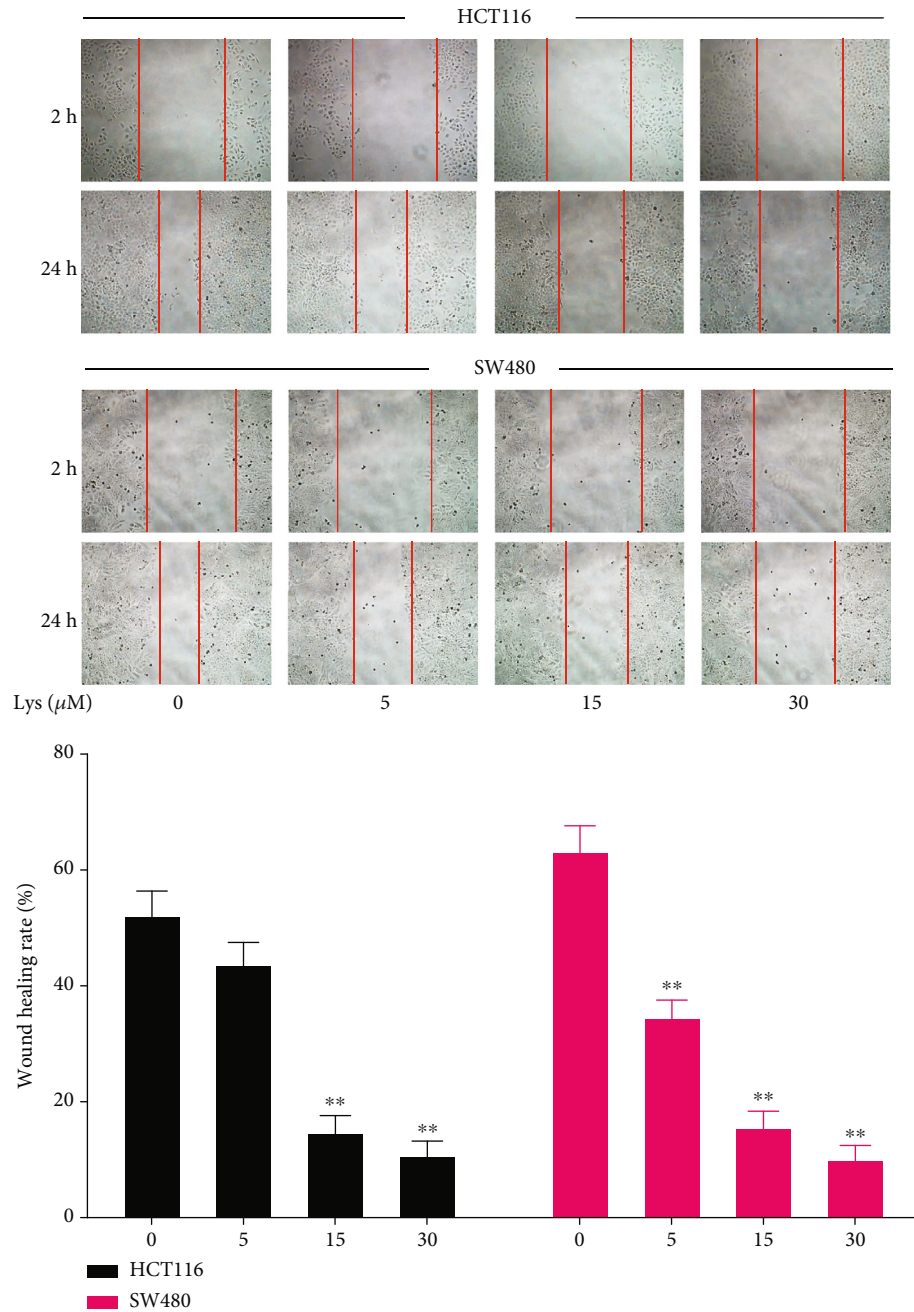 HCT116
2 h
24 h
SW480
2 h
24 h
Lys (μM) 0 5 15 30
80
60
40
20
0
Wound healing rate (%)
** ** ** ** **
0 5 15 30 0 5 15 30
HCT116
SW480